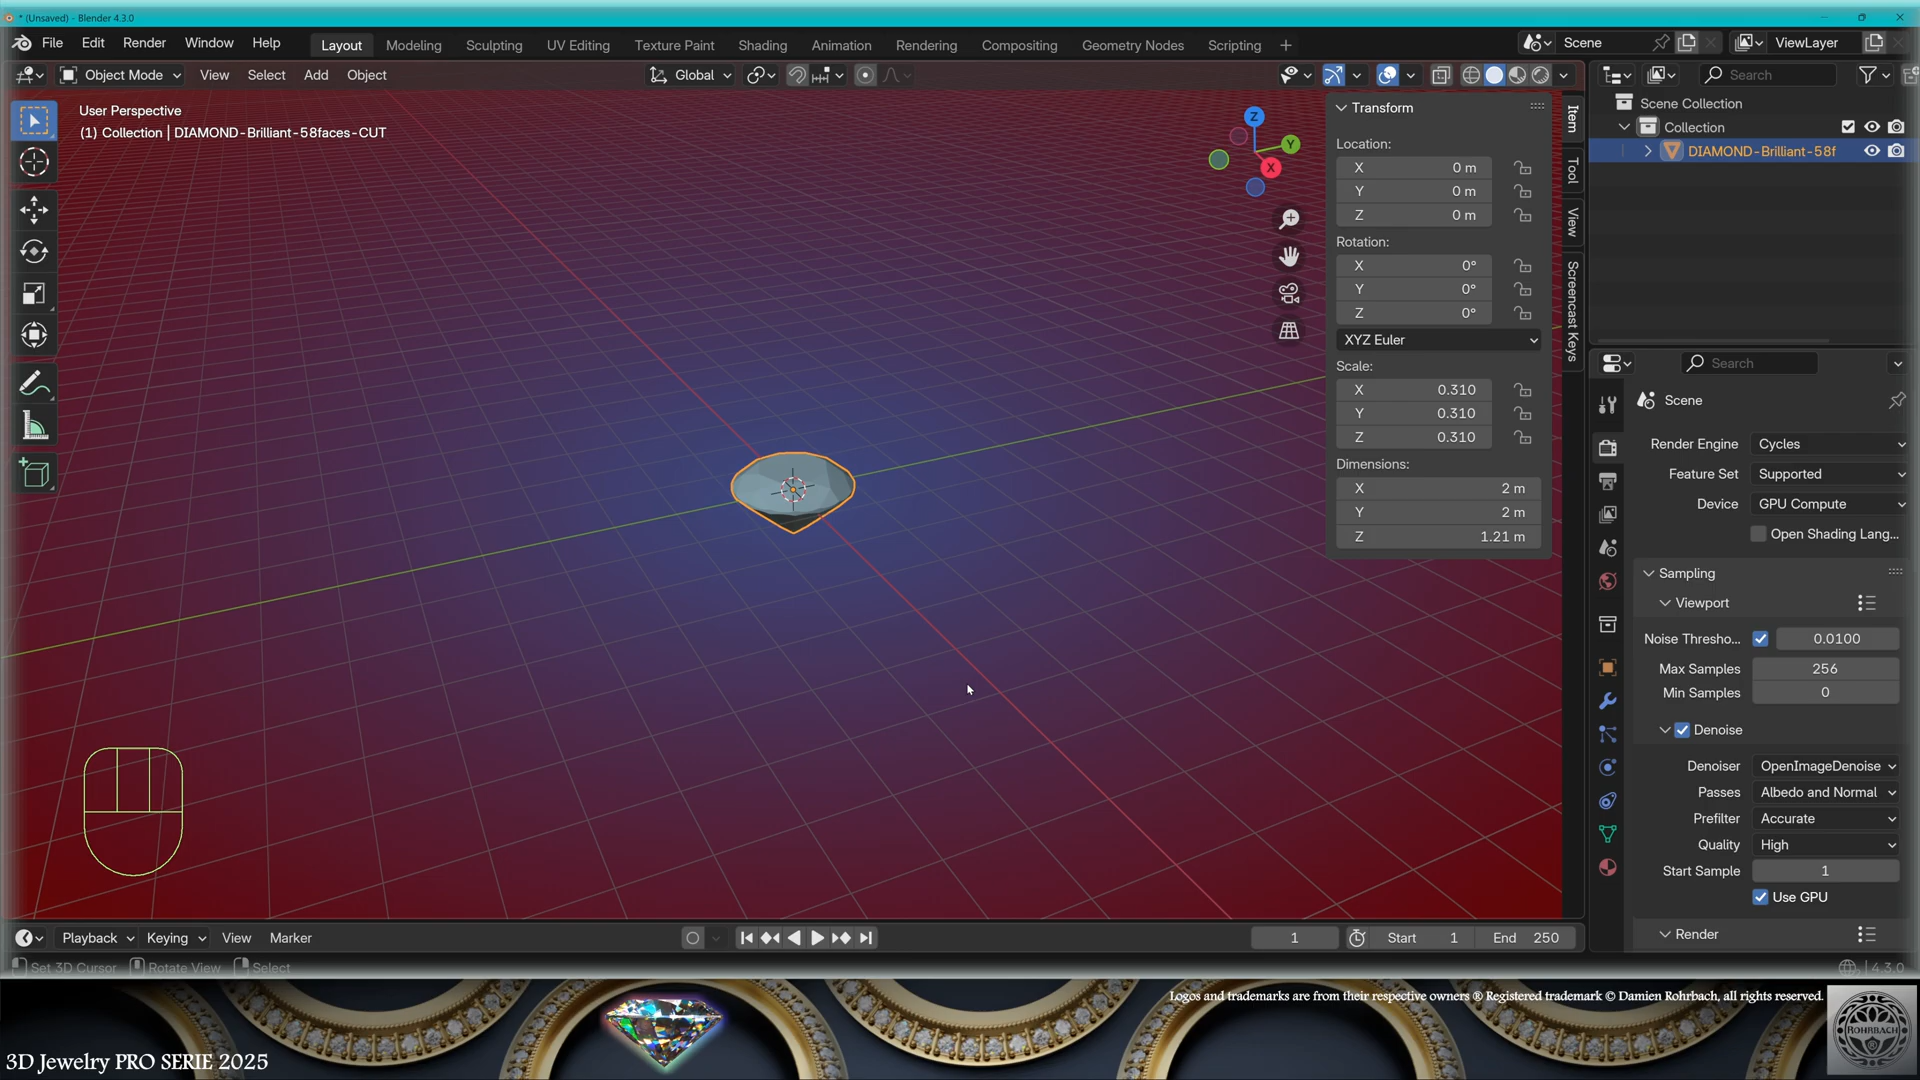 * (Unsaved) - Blender 4.3.0
File Edit Render Window Help Layout Modeling Sculpting UV Editing Texture Paint Shading Animation Rendering Compositing Geometry Nodes Scripting + Scene ViewLayer
Object Mode View Select Add Object Global Search
User Perspective
(1) Collection | DIAMOND-Brilliant-58faces-CUT
Z
Y
X
Transform
Location:
X 0 m
Y 0 m
Z 0 m
Rotation:
X 0°
Y 0°
Z 0°
XYZ Euler
Scale:
X 0.310
Y 0.310
Z 0.310
Dimensions:
X 2 m
Y 2 m
Z 1.21 m
Item
Tool
View
Screencast Keys
Scene Collection
Collection
DIAMOND-Brilliant-58f
Search
Scene
Render Engine Cycles
Feature Set Supported
Device GPU Compute
Open Shading Lang...
Sampling
Viewport
Noise Thresho... 0.0100
Max Samples 256
Min Samples 0
Denoise
Denoiser OpenImageDenoise
Passes Albedo and Normal
Prefilter Accurate
Quality High
Start Sample 1
Use GPU
Render
Playback Keying View Marker 1 Start 1 End 250
Set 3D Cursor Rotate View Select 4.3.0
Logos and trademarks are from their respective owners ® Registered trademark © Damien Rohrbach, all rights reserved.
ROHRBACH
3D Jewelry PRO SERIE 2025